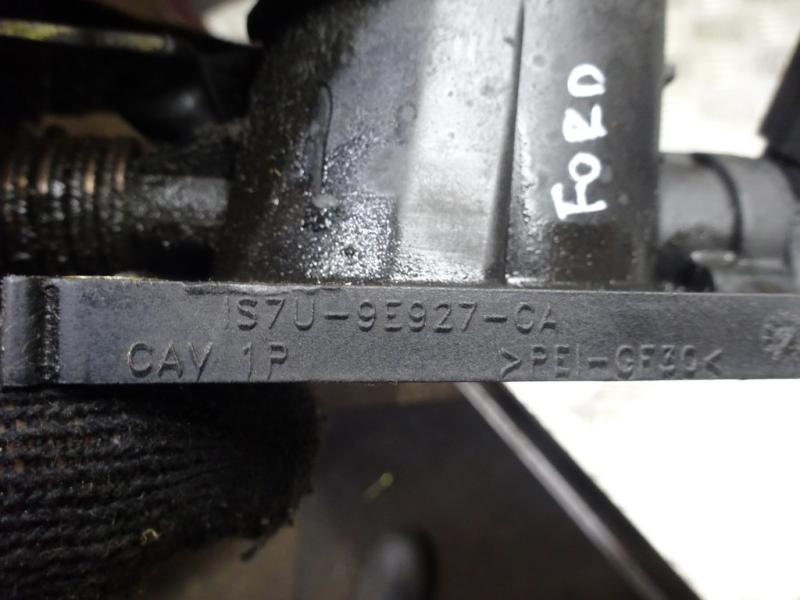 FORD
1S7U-9E927-CA
CAV 1P >PEI-GF30<